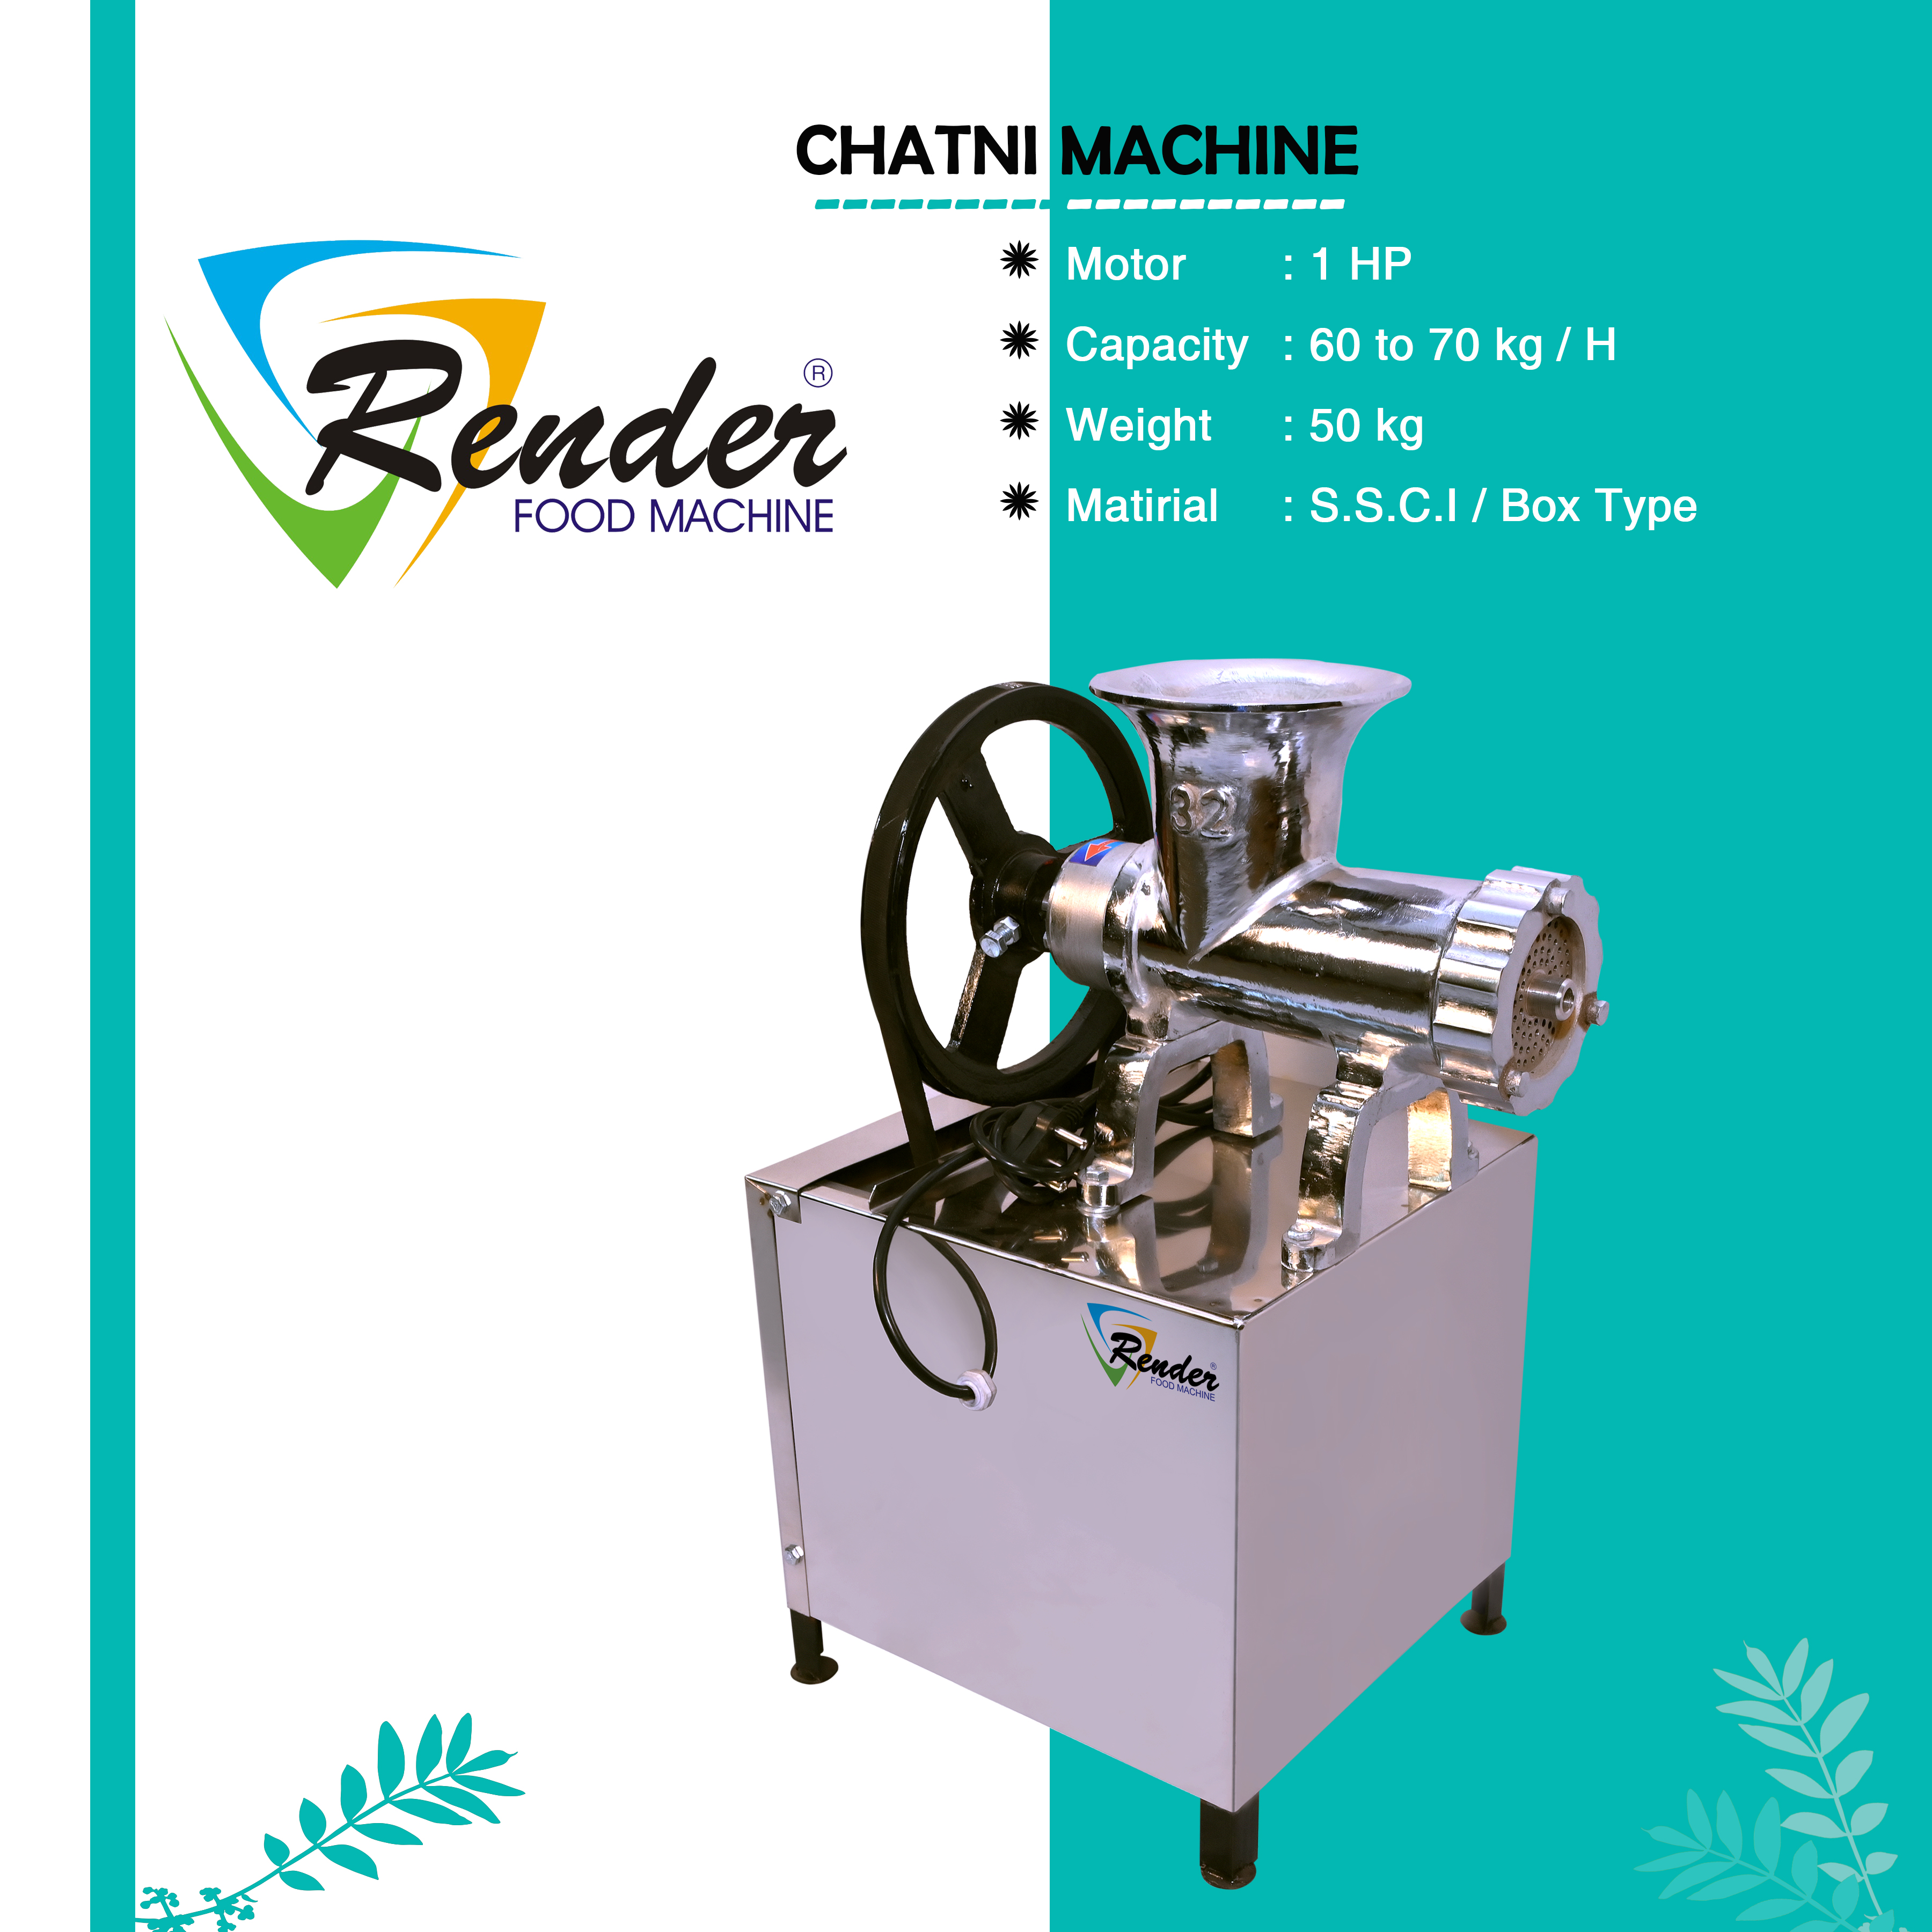 CHATNI MACHINE
Render ®
FOOD MACHINE
Motor : 1 HP
Capacity : 60 to 70 kg / H
Weight : 50 kg
Matirial : S.S.C.I / Box Type
32
Render ®
FOOD MACHINE